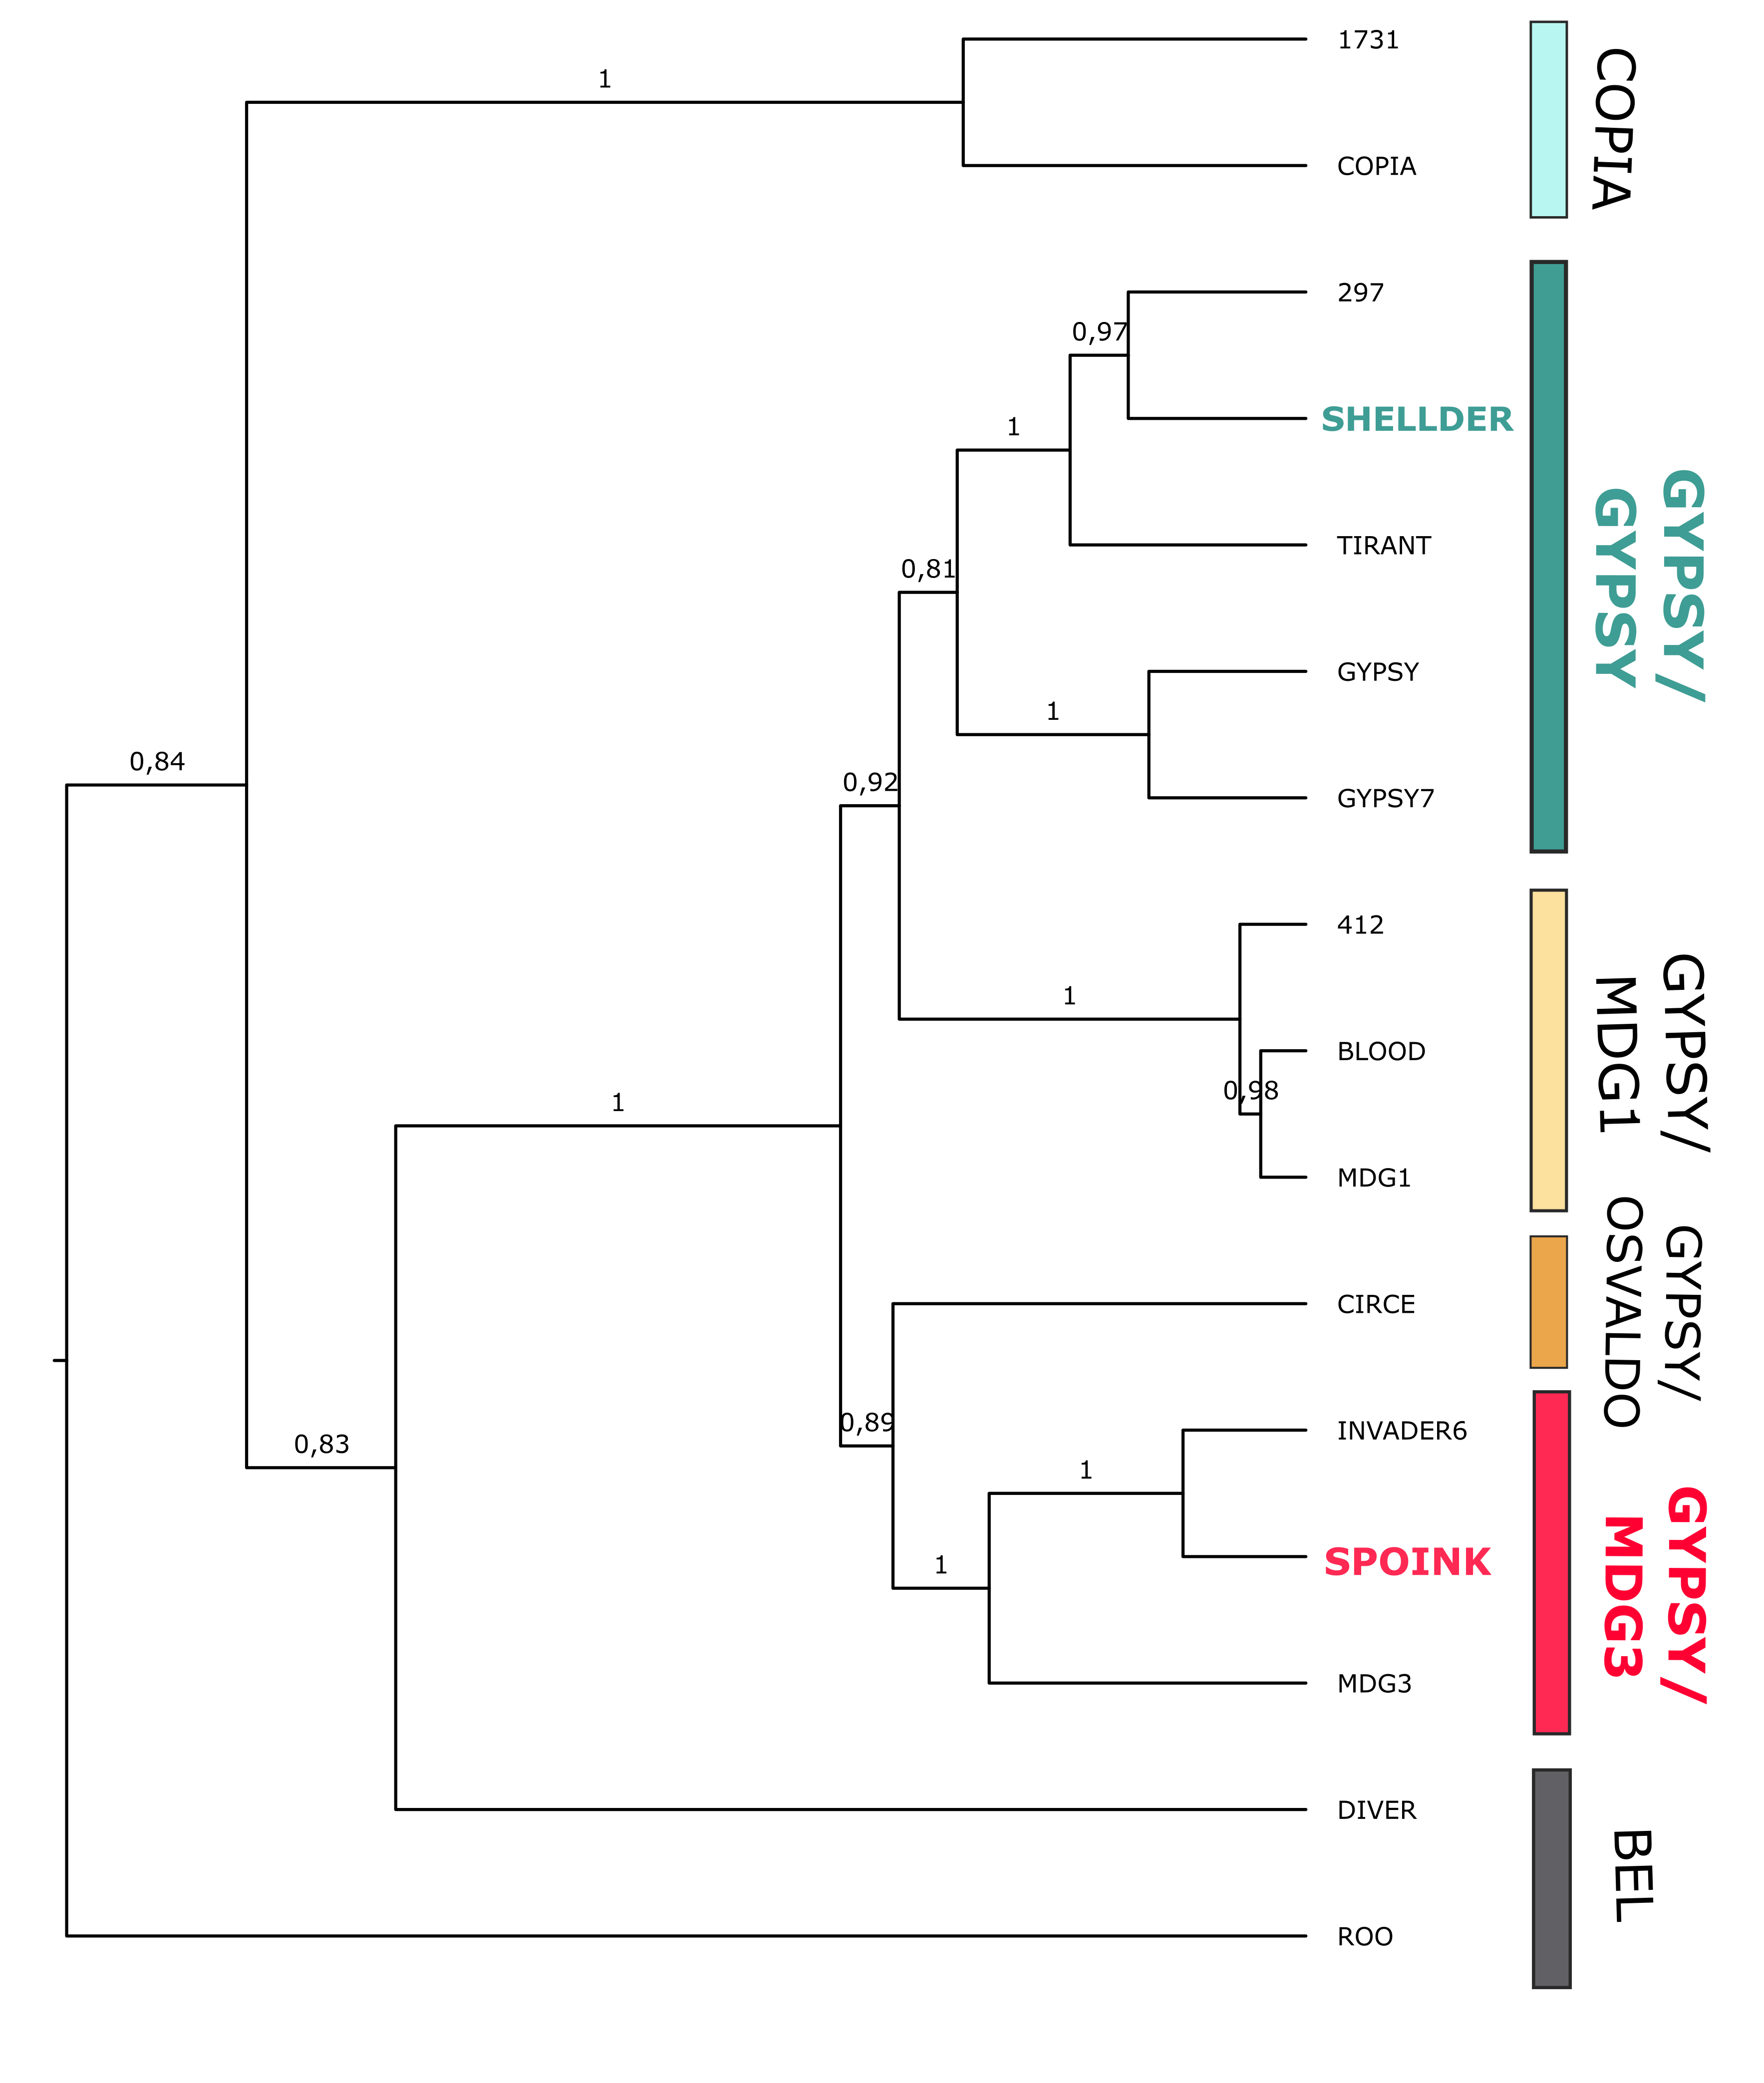 1731
1
COPIA
COPIA
297
0,97
SHELLDER
1
TIRANT
0,81
GYPSY
1
GYPSY7
GYPSY/
GYPSY
0,84
0,92
412
1
BLOOD
0,98
MDG1
GYPSY/
MDG1
1
CIRCE
GYPSY/
OSVALDO
0,89
INVADER6
0,83
1
SPOINK
1
MDG3
GYPSY/
MDG3
DIVER
ROO
BEL